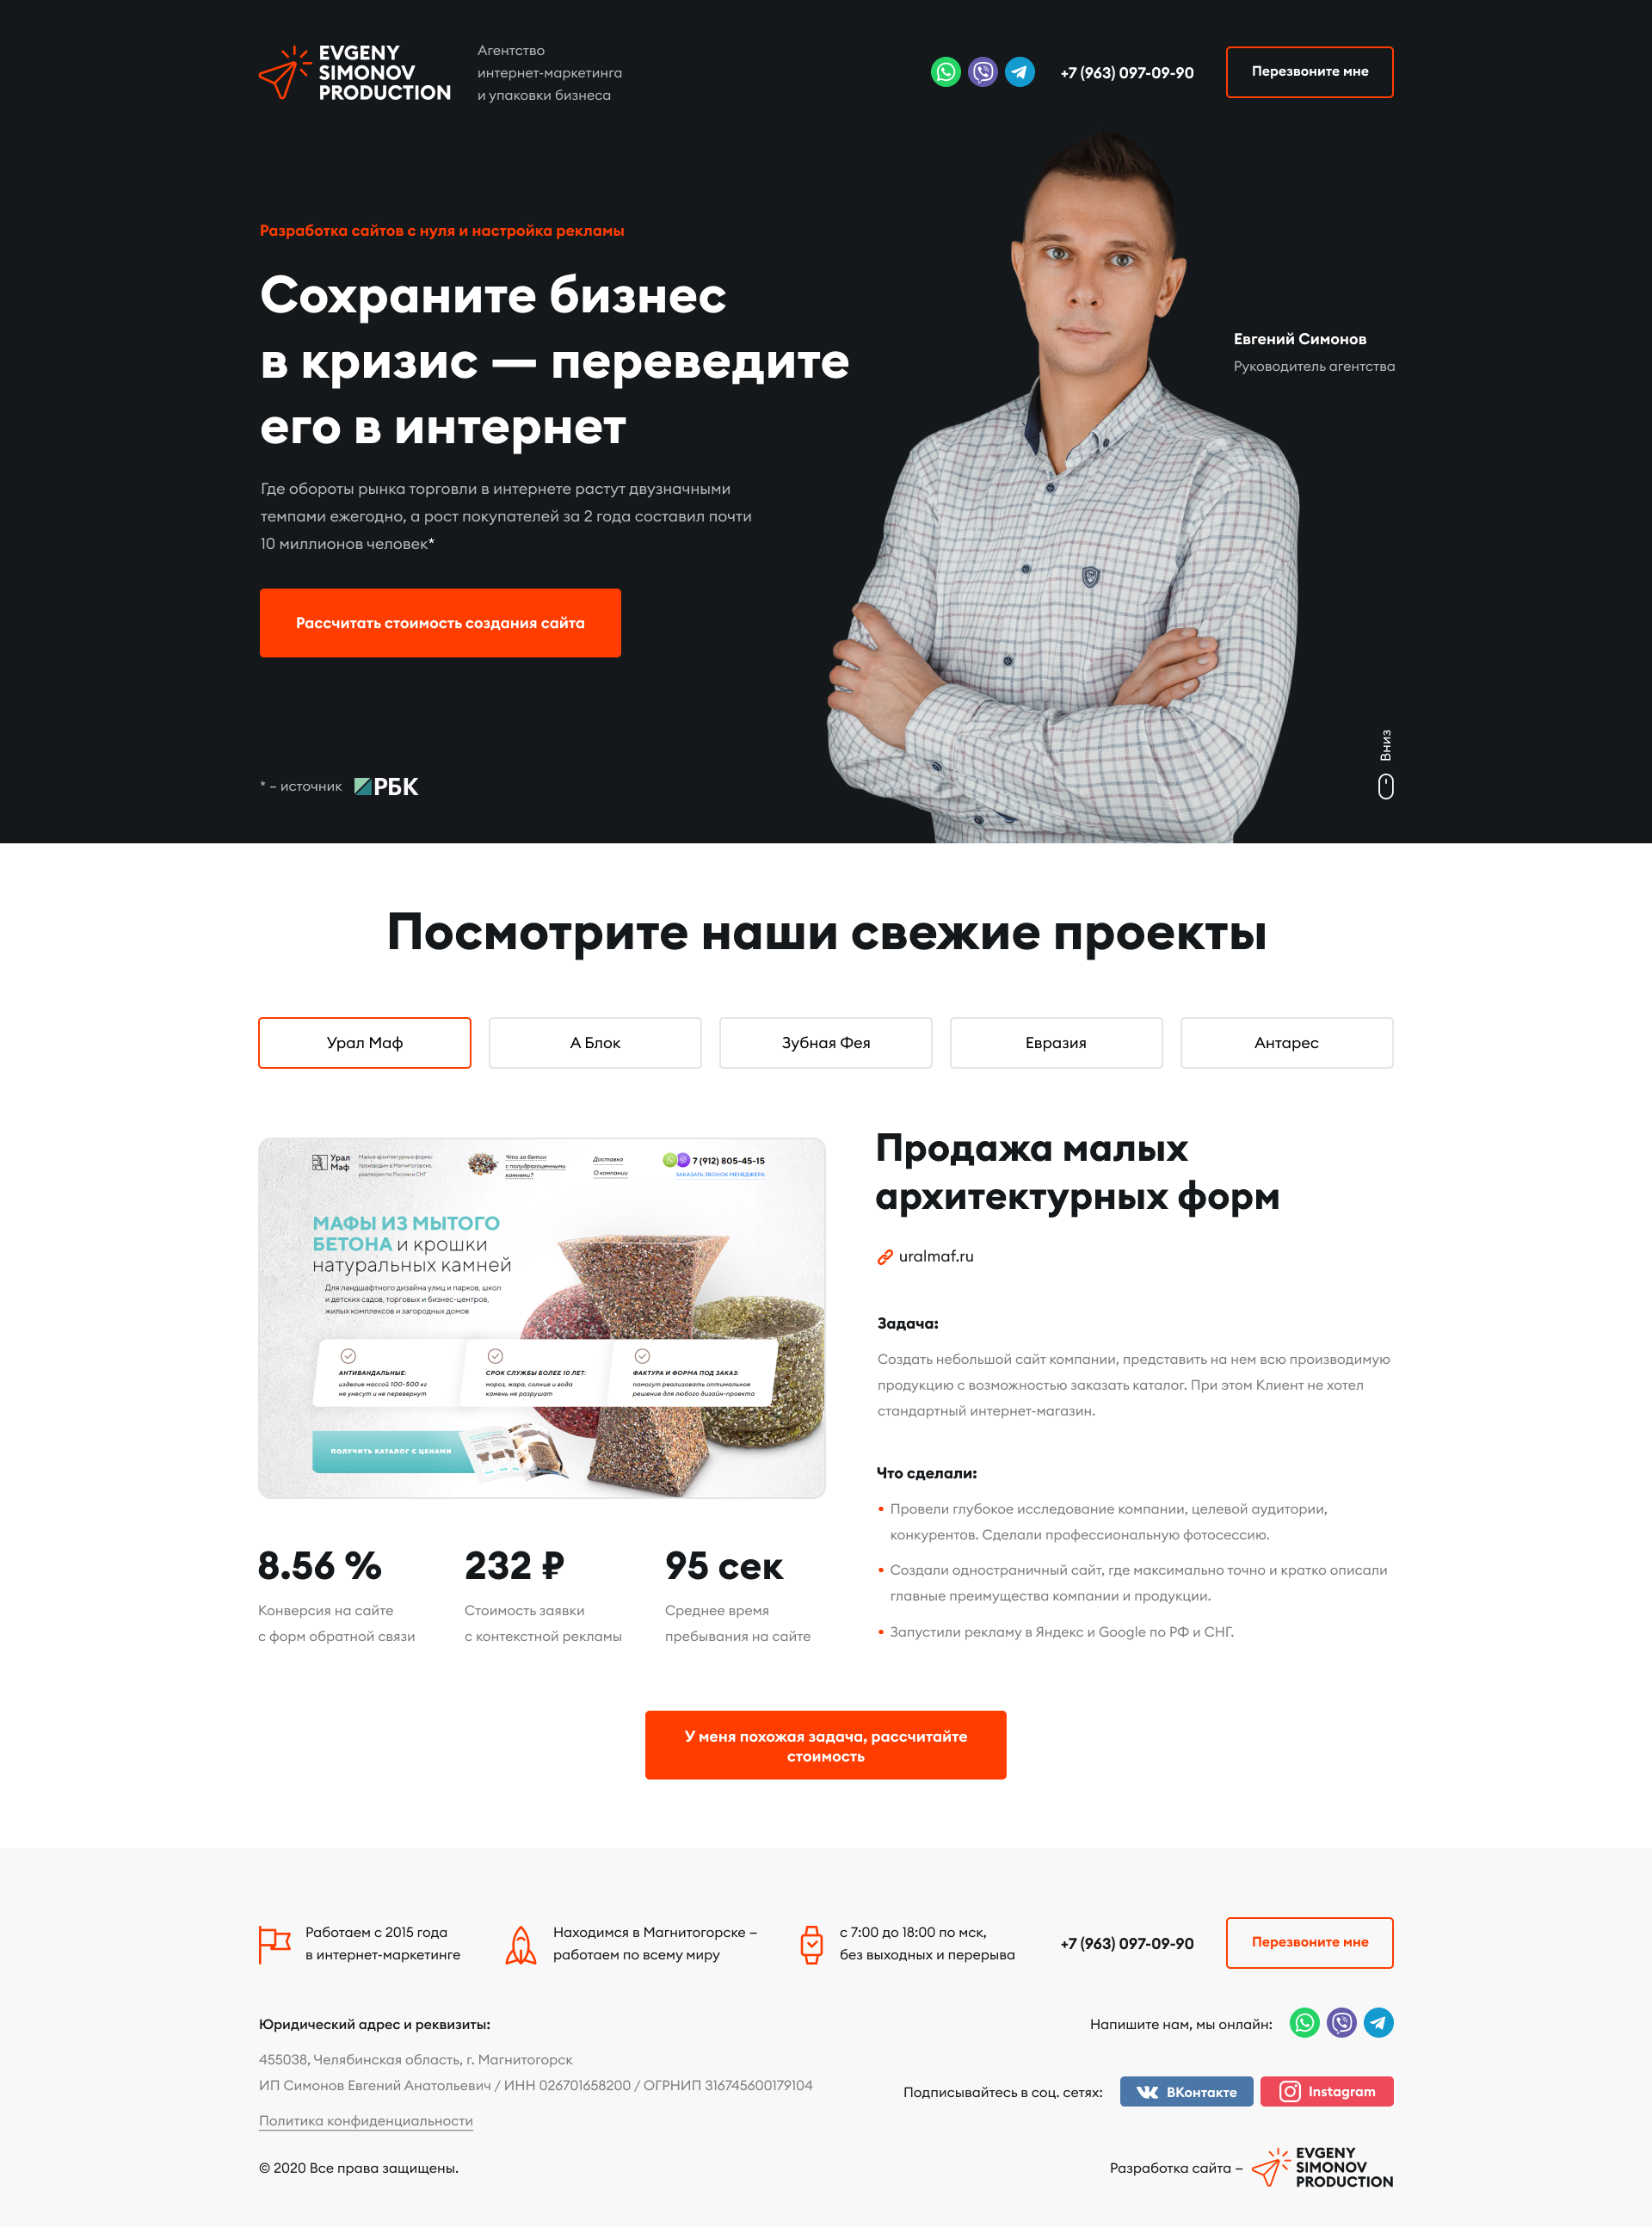 EVGENY
SIMONOV
PRODUCTION
Агентство
интернет-маркетинга
и упаковки бизнеса
+7 (963) 097-09-90
Перезвоните мне
Разработка сайтов с нуля и настройка рекламы
Сохраните бизнес
в кризис — переведите
его в интернет
Евгений Симонов
Руководитель агентства
Где обороты рынка торговли в интернете растут двузначными
темпами ежегодно, а рост покупателей за 2 года составил почти
10 миллионов человек*
Рассчитать стоимость создания сайта
Вниз
* – источник РБК
Посмотрите наши свежие проекты
Урал Маф
А Блок
Зубная Фея
Евразия
Антарес
Урал
Маф
Малые архитектурные формы
производим в Магнитогорске,
реализуем по России и СНГ
Что за бетон
с полудрагоценными
камнями?
Доставка
О компании
7 (912) 805-45-15
ЗАКАЗАТЬ ЗВОНОК МЕНЕДЖЕРА
МАФЫ ИЗ МЫТОГО
БЕТОНА и крошки
натуральных камней
Для ландшафтного дизайна улиц и парков, школ
и детских садов, торговых и бизнес-центров,
жилых комплексов и загородных домов
АНТИВАНДАЛЬНЫЕ:
изделие массой 100-500 кг
не унесут и не перевернут
СРОК СЛУЖБЫ БОЛЕЕ 10 ЛЕТ:
мороз, жара, солнце и вода
камень не разрушат
ФАКТУРА И ФОРМА ПОД ЗАКАЗ:
помогут реализовать оптимальное
решение для любого дизайн-проекта
ПОЛУЧИТЬ КАТАЛОГ С ЦЕНАМИ
8.56 %
Конверсия на сайте
с форм обратной связи
232 ₽
Стоимость заявки
с контекстной рекламы
95 сек
Среднее время
пребывания на сайте
Продажа малых
архитектурных форм
uralmaf.ru
Задача:
Создать небольшой сайт компании, представить на нем всю производимую
продукцию с возможностью заказать каталог. При этом Клиент не хотел
стандартный интернет-магазин.
Что сделали:
• Провели глубокое исследование компании, целевой аудитории,
конкурентов. Сделали профессиональную фотосессию.
• Создали одностраничный сайт, где максимально точно и кратко описали
главные преимущества компании и продукции.
• Запустили рекламу в Яндекс и Google по РФ и СНГ.
У меня похожая задача, рассчитайте
стоимость
Работаем с 2015 года
в интернет-маркетинге
Находимся в Магнитогорске –
работаем по всему миру
с 7:00 до 18:00 по мск,
без выходных и перерыва
+7 (963) 097-09-90
Перезвоните мне
Юридический адрес и реквизиты:
455038, Челябинская область, г. Магнитогорск
ИП Симонов Евгений Анатольевич / ИНН 026701658200 / ОГРНИП 316745600179104
Политика конфиденциальности
© 2020 Все права защищены.
Напишите нам, мы онлайн:
Подписывайтесь в соц. сетях:
ВКонтакте
Instagram
Разработка сайта –
EVGENY
SIMONOV
PRODUCTION